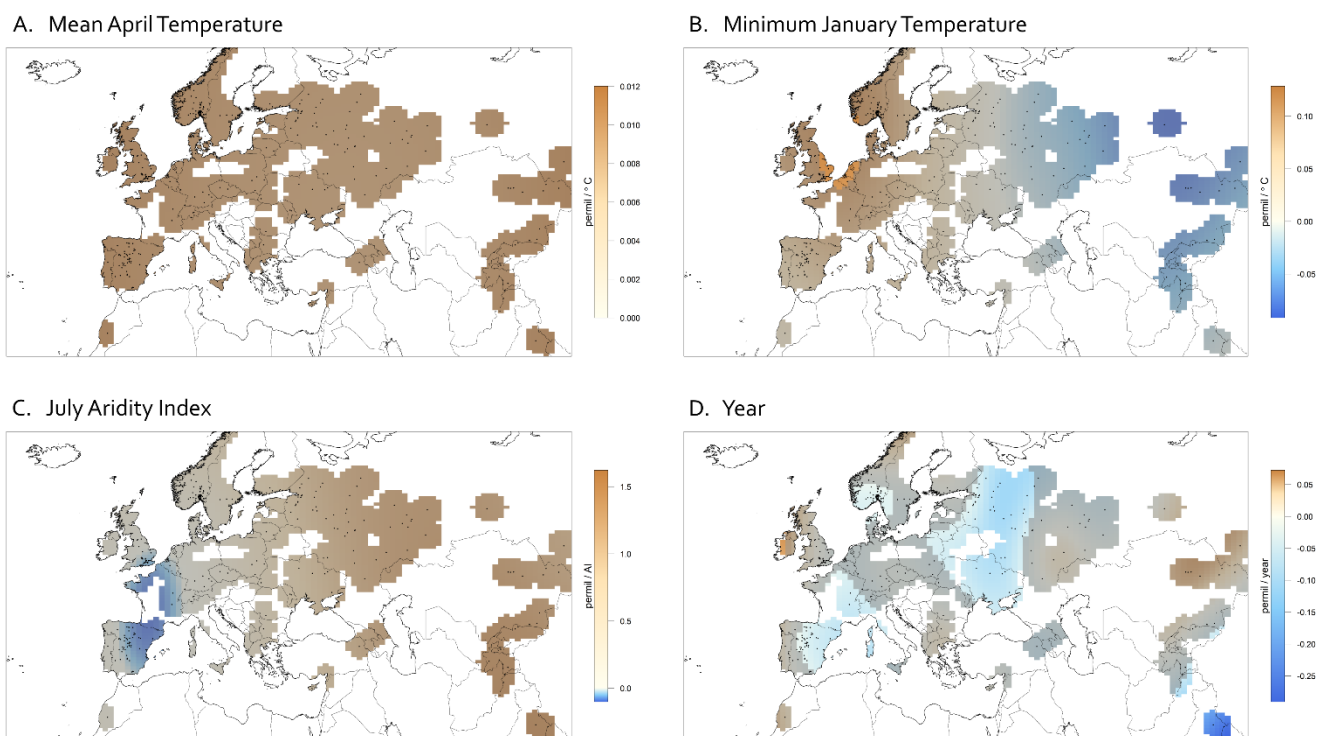 A. Mean April Temperature
0.012
0.010
0.008
0.006
0.004
0.002
0.000
permil / ° C
B. Minimum January Temperature
0.10
0.05
0.00
-0.05
permil / ° C
C. July Aridity Index
1.5
1.0
0.5
0.0
permil / AI
D. Year
0.05
0.00
-0.05
-0.10
-0.15
-0.20
-0.25
permil / year